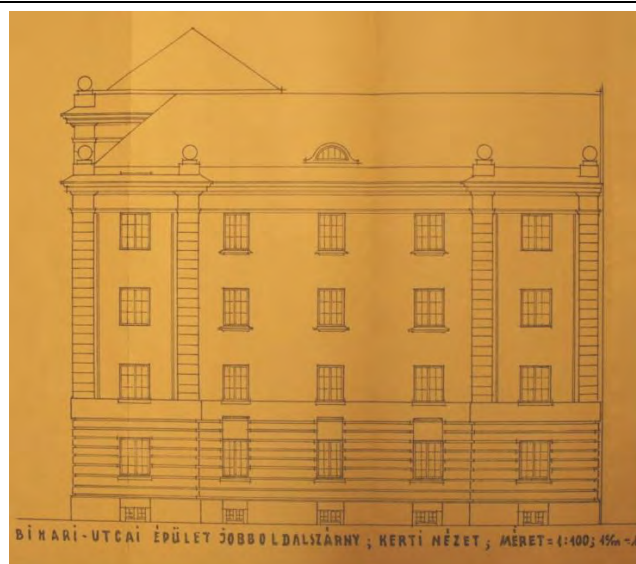 BIHARI-UTCAI ÉPÜLET JOBBOLDALSZÁRNY; KERTI NÉZET; MÉRET=1:100;